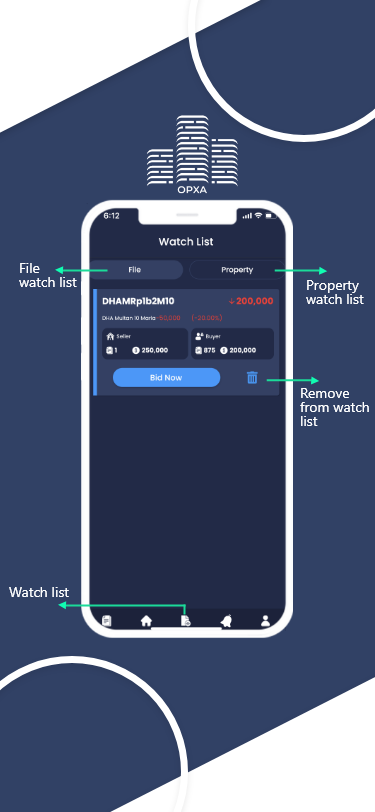 OPXA
6:12
Watch List
File
Property
File
watch list
Property
watch list
DHAMRp1b2M10
200,000
DHA Multan 10 Marla -50,000 (-20.00%)
Seller
1 250,000
Buyer
875 200,000
Bid Now
Remove
from watch
list
Watch list